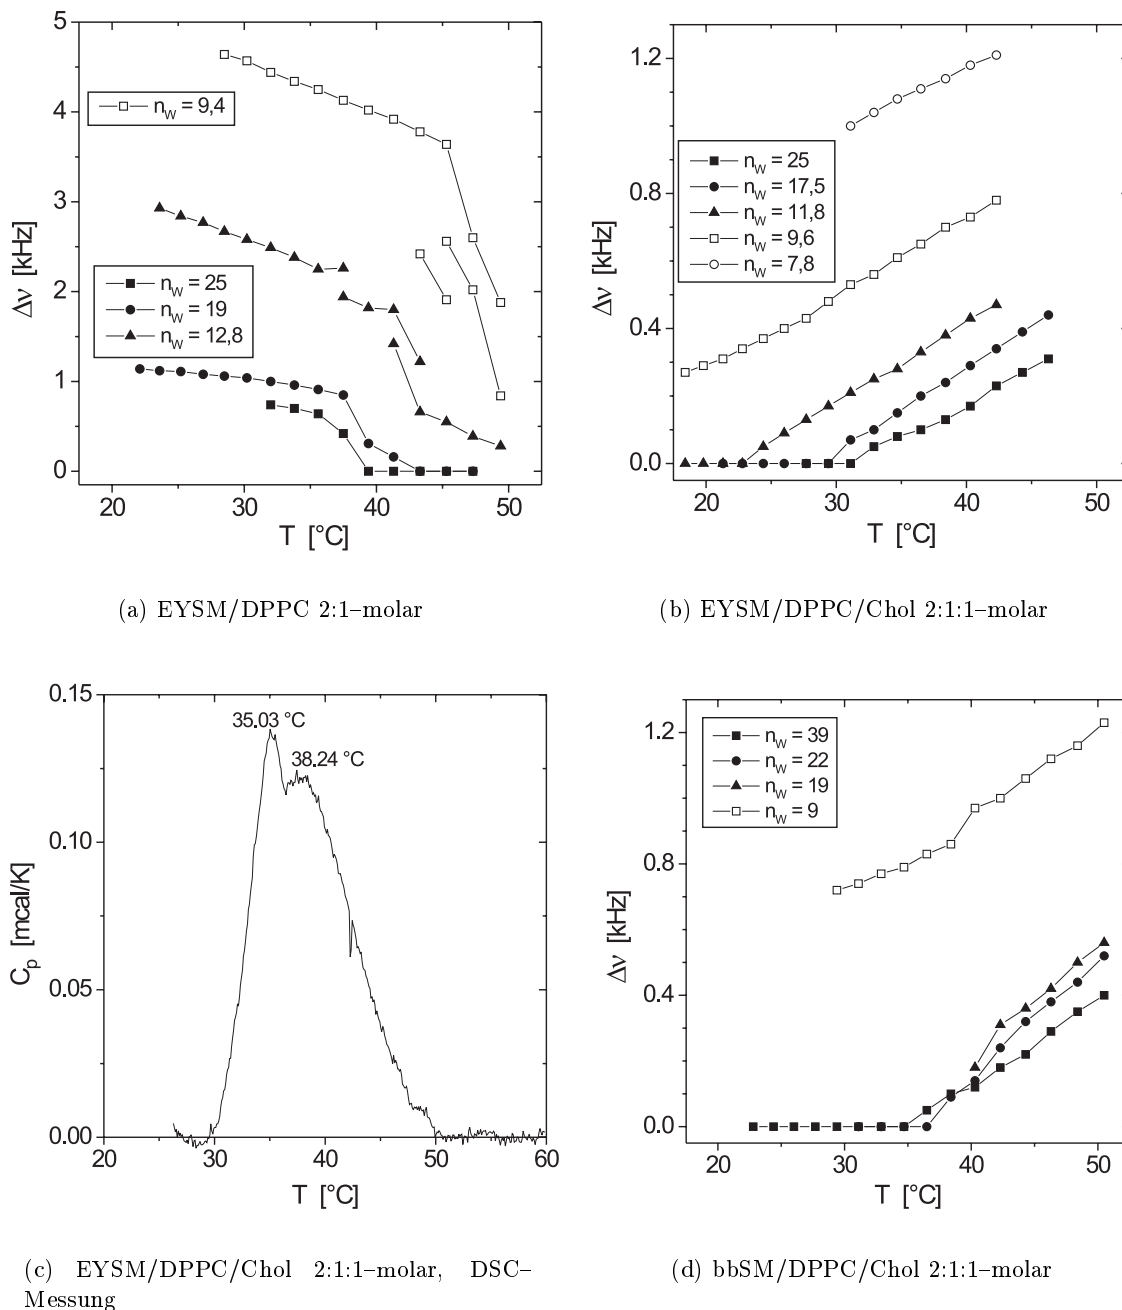 5
4
3
2
1
0
Δν [kHz]
n_W = 9,4
n_W = 25
n_W = 19
n_W = 12,8
20 30 40 50
T [°C]
(a) EYSM/DPPC 2:1–molar
1.2
0.8
0.4
0.0
Δν [kHz]
n_W = 25
n_W = 17,5
n_W = 11,8
n_W = 9,6
n_W = 7,8
20 30 40 50
T [°C]
(b) EYSM/DPPC/Chol 2:1:1–molar
0.15
0.10
0.05
0.00
C_p [mcal/K]
35.03 °C
38.24 °C
20 30 40 50 60
T [°C]
(c) EYSM/DPPC/Chol 2:1:1–molar, DSC–
Messung
1.2
0.8
0.4
0.0
Δν [kHz]
n_W = 39
n_W = 22
n_W = 19
n_W = 9
20 30 40 50
T [°C]
(d) bbSM/DPPC/Chol 2:1:1–molar